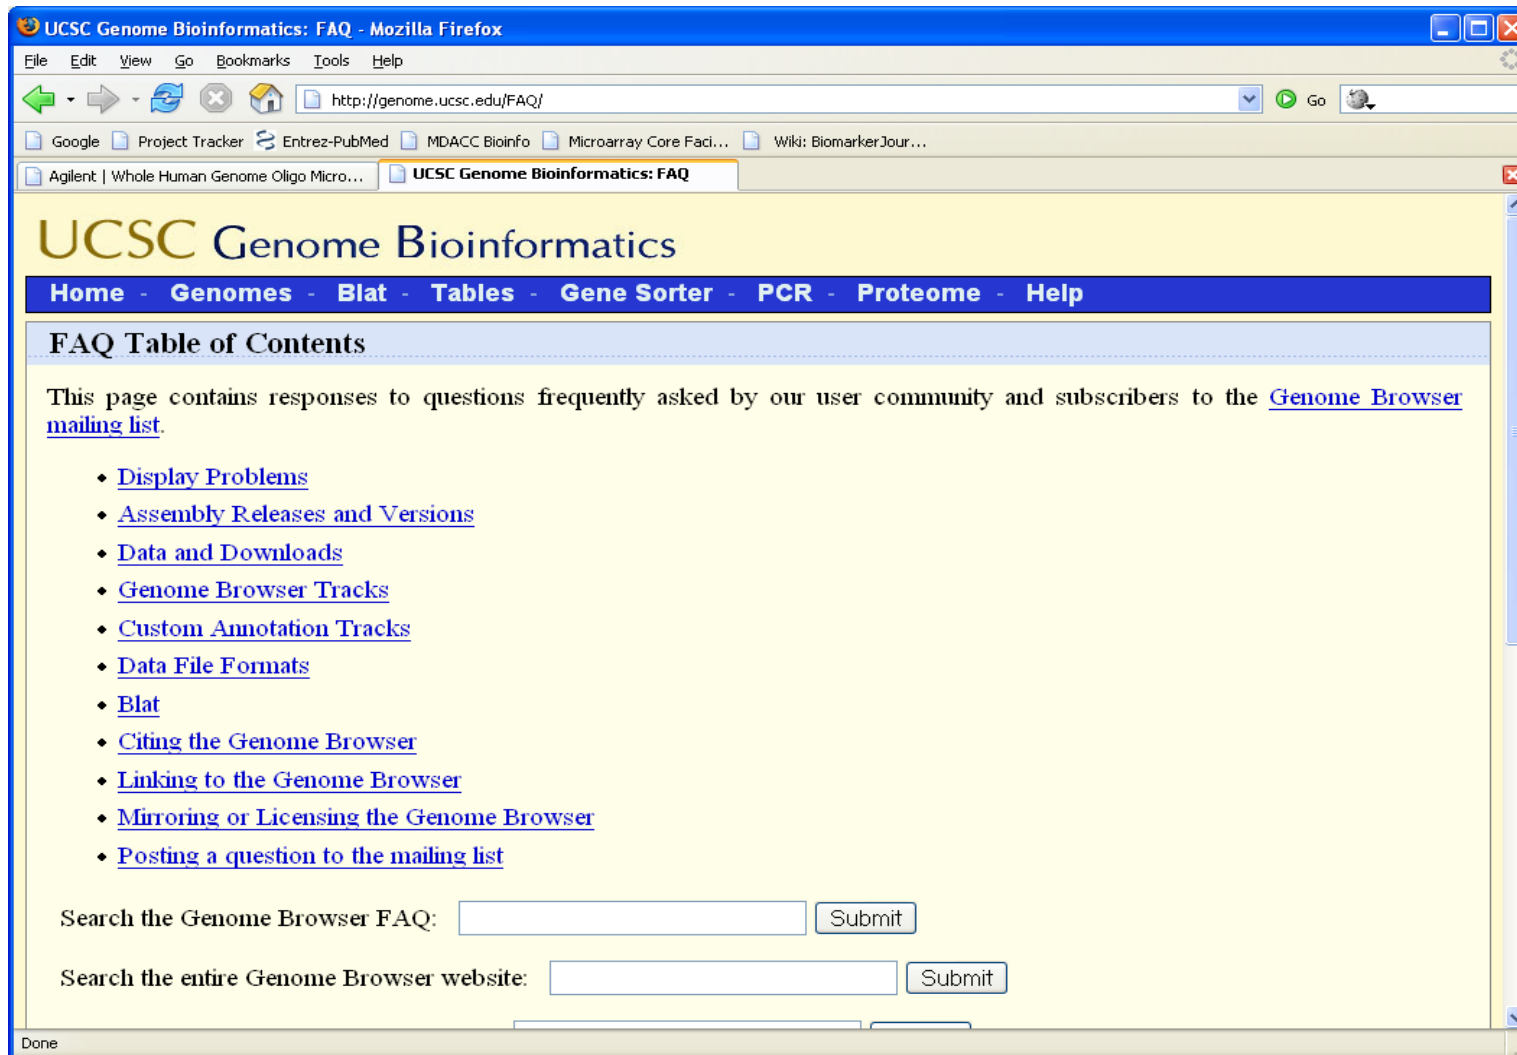 UCSC Genome Bioinformatics: FAQ - Mozilla Firefox
File Edit View Go Bookmarks Tools Help
http://genome.ucsc.edu/FAQ/ Go
Google Project Tracker Entrez-PubMed MDACC Bioinfo Microarray Core Faci... Wiki: BiomarkerJour...
Agilent | Whole Human Genome Oligo Micro... UCSC Genome Bioinformatics: FAQ
UCSC Genome Bioinformatics
Home - Genomes - Blat - Tables - Gene Sorter - PCR - Proteome - Help
FAQ Table of Contents
This page contains responses to questions frequently asked by our user community and subscribers to the Genome Browser
mailing list.
• Display Problems
• Assembly Releases and Versions
• Data and Downloads
• Genome Browser Tracks
• Custom Annotation Tracks
• Data File Formats
• Blat
• Citing the Genome Browser
• Linking to the Genome Browser
• Mirroring or Licensing the Genome Browser
• Posting a question to the mailing list
Search the Genome Browser FAQ: Submit
Search the entire Genome Browser website: Submit
Done